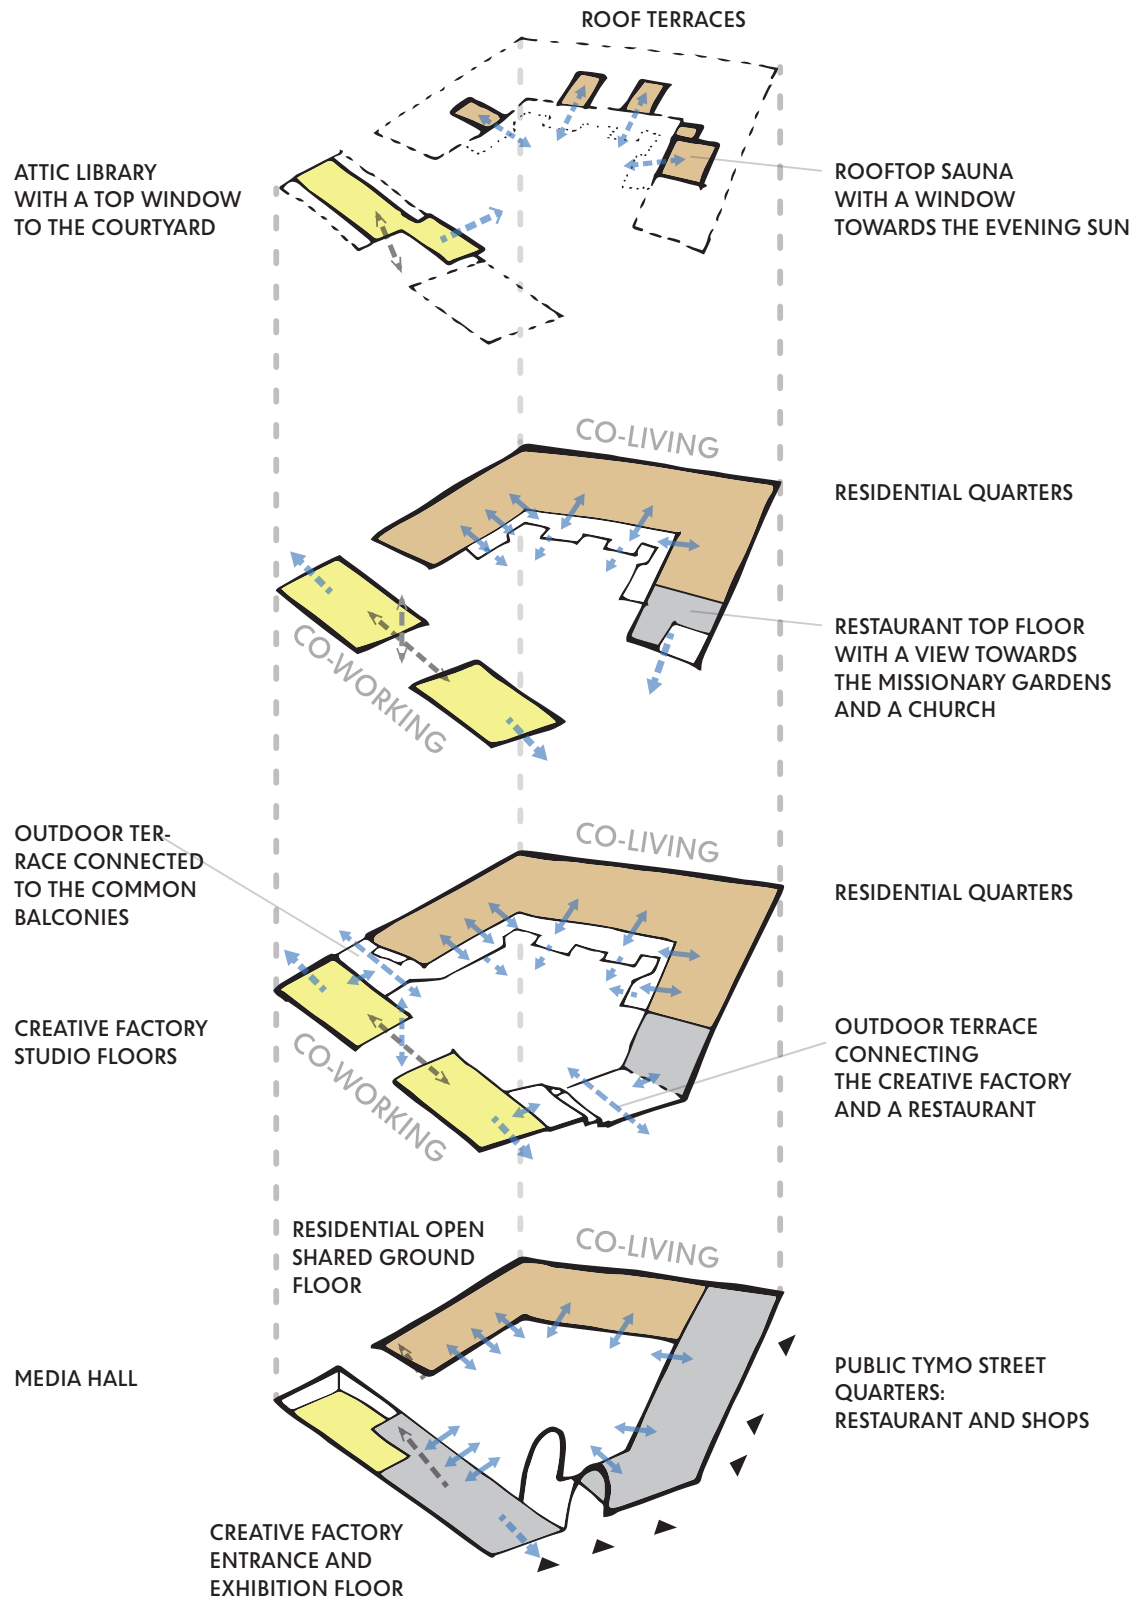 ROOF TERRACES
ATTIC LIBRARY
WITH A TOP WINDOW
TO THE COURTYARD
ROOFTOP SAUNA
WITH A WINDOW
TOWARDS THE EVENING SUN
CO-LIVING
RESIDENTIAL QUARTERS
RESTAURANT TOP FLOOR
WITH A VIEW TOWARDS
THE MISSIONARY GARDENS
AND A CHURCH
CO-WORKING
OUTDOOR TER-
RACE CONNECTED
TO THE COMMON
BALCONIES
CO-LIVING
RESIDENTIAL QUARTERS
CREATIVE FACTORY
STUDIO FLOORS
CO-WORKING
OUTDOOR TERRACE
CONNECTING
THE CREATIVE FACTORY
AND A RESTAURANT
RESIDENTIAL OPEN
SHARED GROUND
FLOOR
CO-LIVING
MEDIA HALL
PUBLIC TYMO STREET
QUARTERS:
RESTAURANT AND SHOPS
CREATIVE FACTORY
ENTRANCE AND
EXHIBITION FLOOR